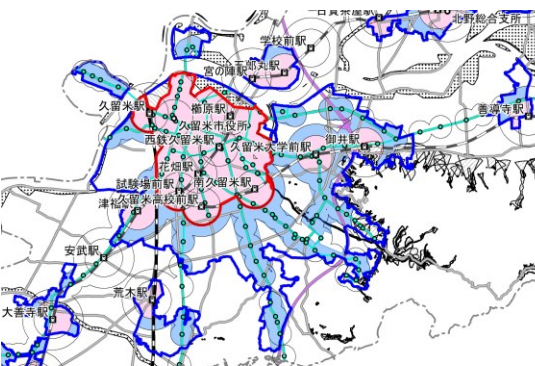 日賀茶屋駅
北野総合支所
学校前駅
五郎丸駅
宮の陣駅
善導寺駅
久留米駅
櫛原駅
久留米市役所
西鉄久留米駅
久留米大学前駅
御井駅
花畑駅
試験場前駅
南久留米駅
久留米高校前駅
津福
安武駅
荒木駅
大善寺駅